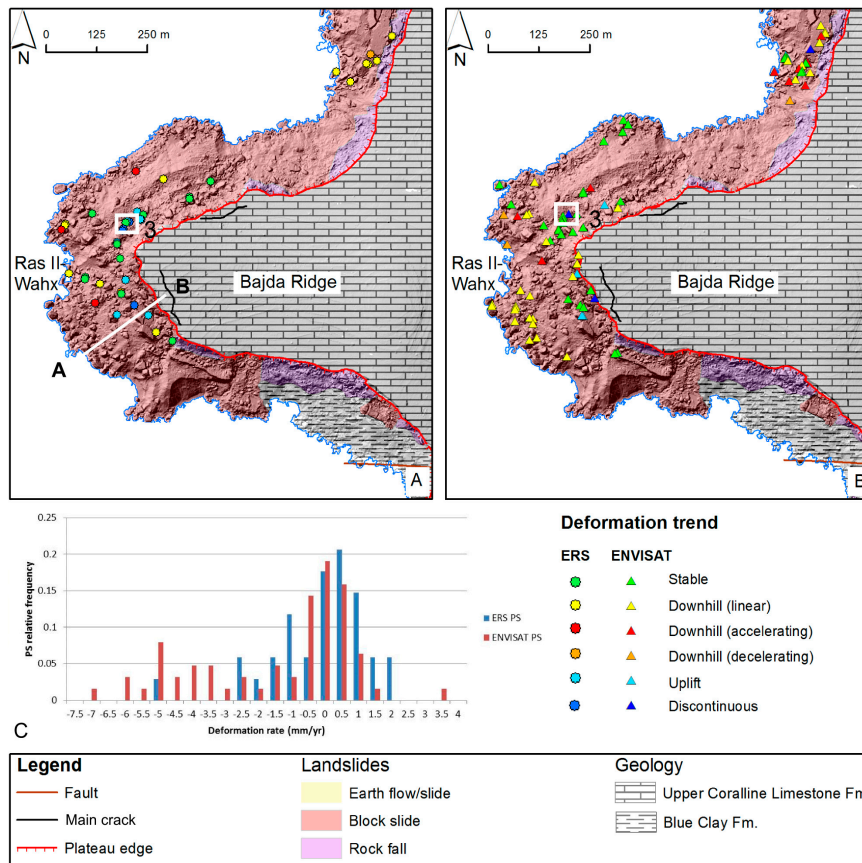 N
0 125 250 m
Ras Il-
Wahx
3
B
A
Bajda Ridge
A
N
0 125 250 m
Ras Il-
Wahx
3
Bajda Ridge
B
PS relative frequency
0.25
0.2
0.15
0.1
0.05
0
-7.5 -7 -6.5 -6 -5.5 -5 -4.5 -4 -3.5 -3 -2.5 -2 -1.5 -1 -0.5 0 0.5 1 1.5 2 2.5 3 3.5 4
Deformation rate (mm/yr)
ERS PS
ENVISAT PS
C
Deformation trend
ERS ENVISAT
Stable
Downhill (linear)
Downhill (accelerating)
Downhill (decelerating)
Uplift
Discontinuous
Legend
Fault
Main crack
Plateau edge
Landslides
Earth flow/slide
Block slide
Rock fall
Geology
Upper Coralline Limestone Fm
Blue Clay Fm.